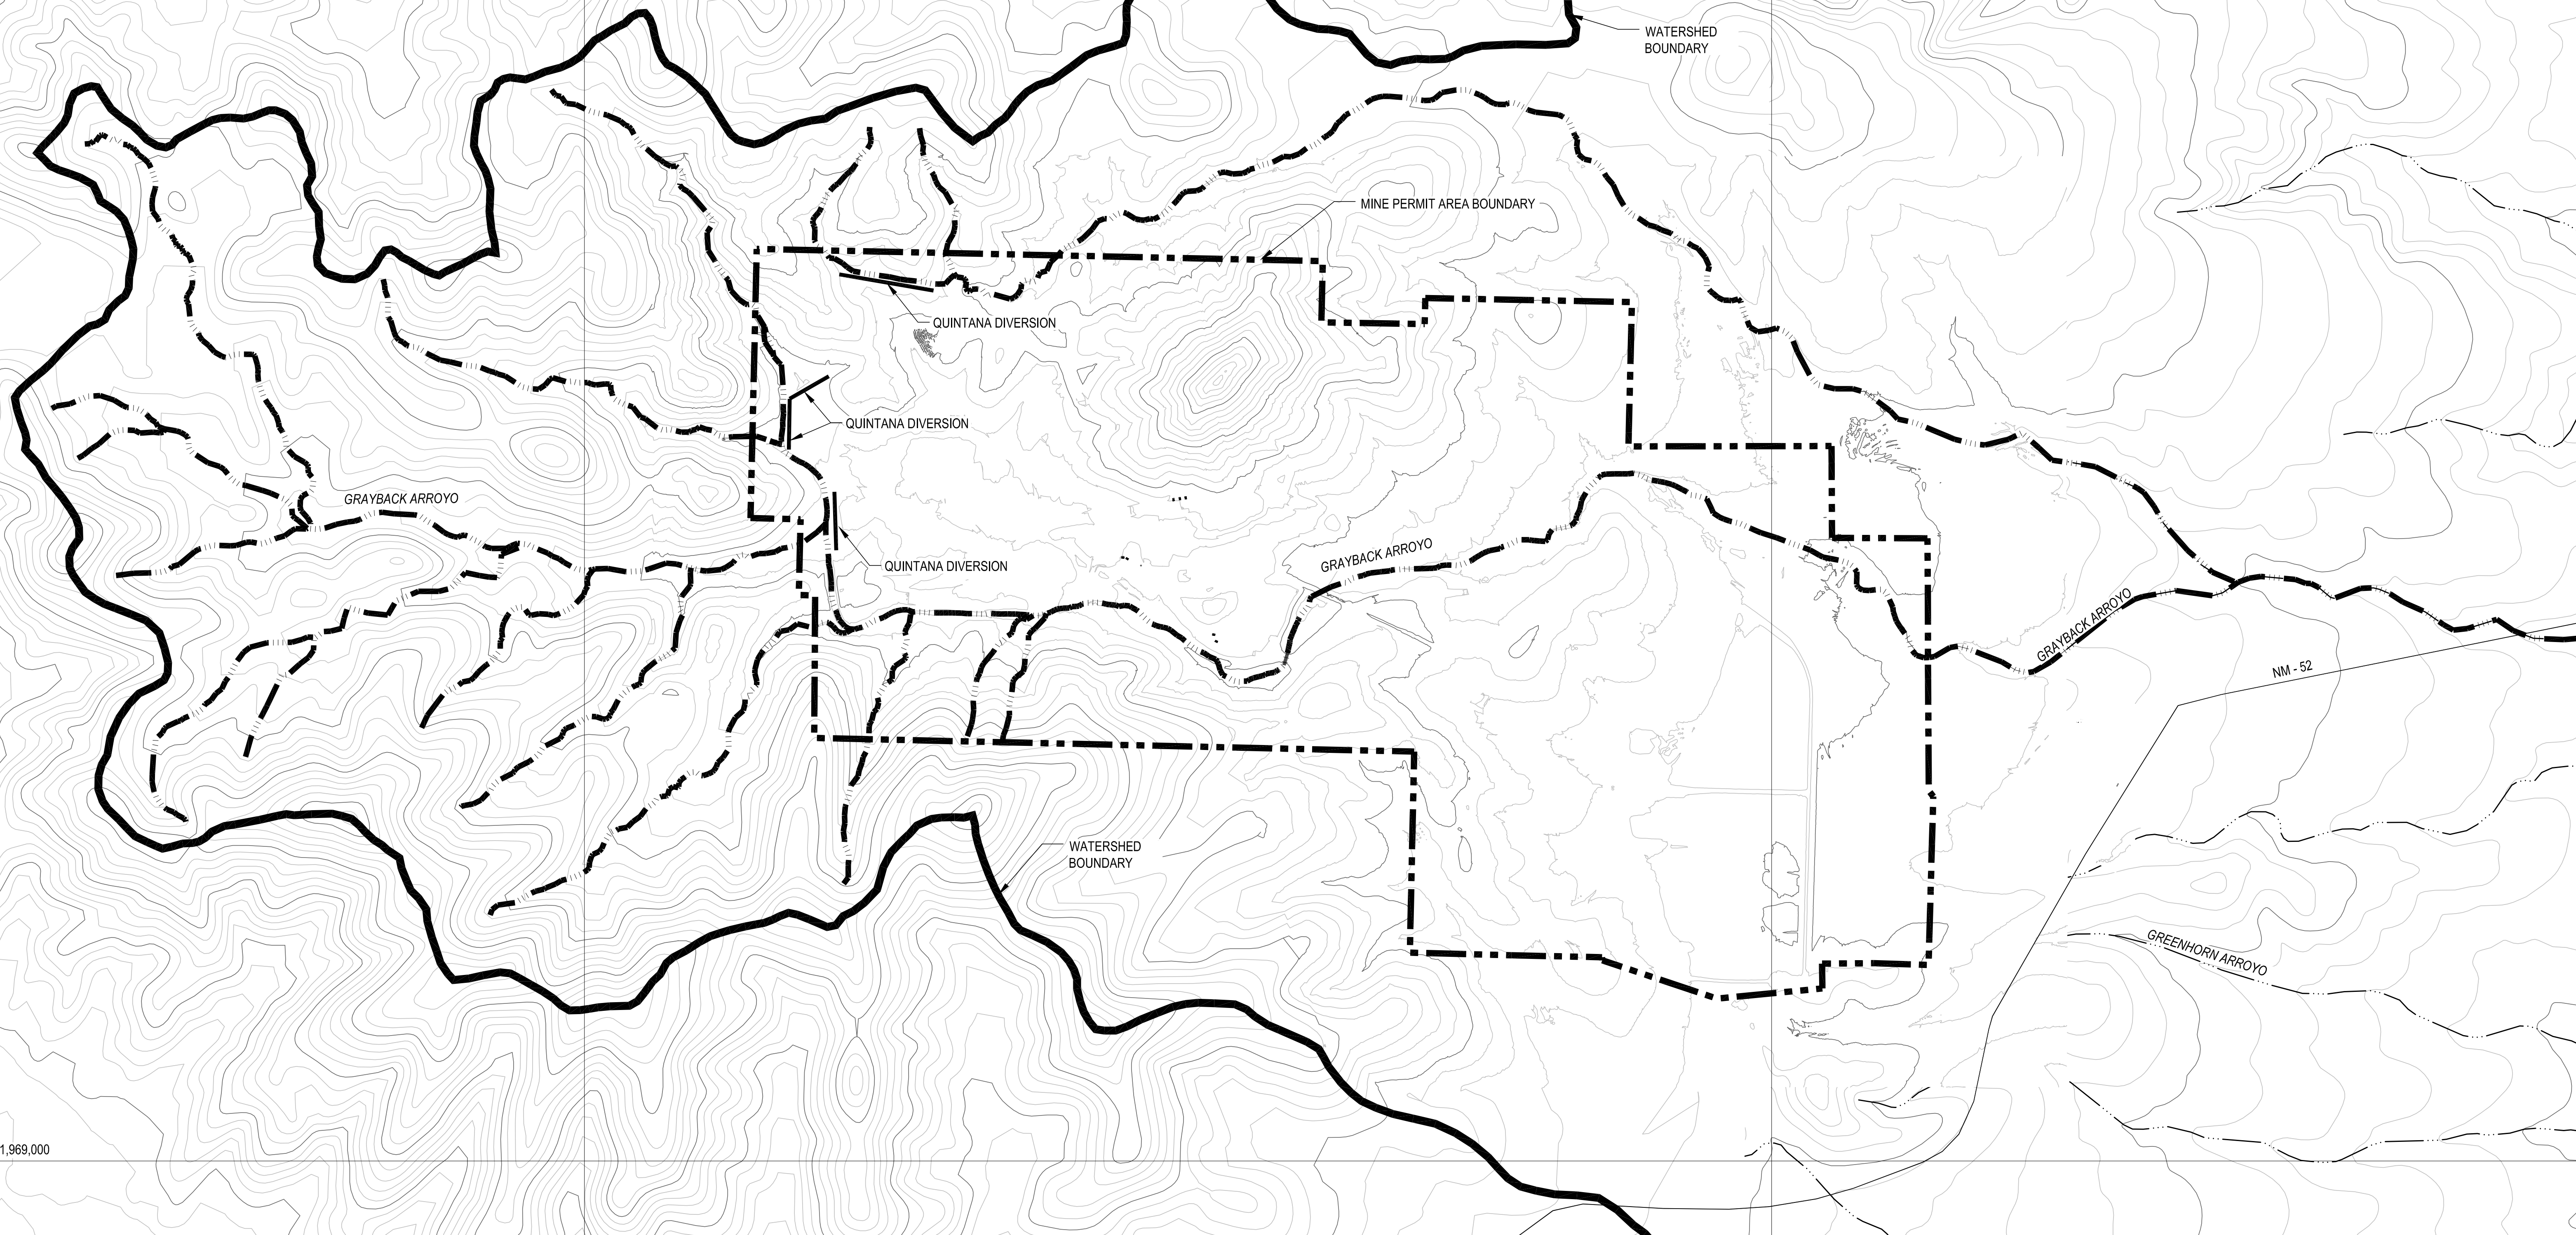 WATERSHED
BOUNDARY
MINE PERMIT AREA BOUNDARY
QUINTANA DIVERSION
QUINTANA DIVERSION
GRAYBACK ARROYO
GRAYBACK ARROYO
QUINTANA DIVERSION
GRAYBACK ARROYO
NM - 52
WATERSHED
BOUNDARY
GREENHORN ARROYO
1,969,000